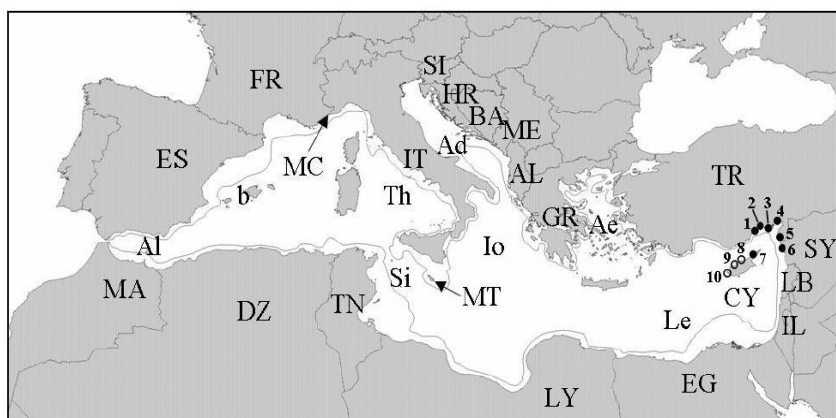 SI
FR
HR
BA
ME
MC
IT
Ad
AL
ES
b
Th
TR
GR
Ae
2
3
4
1
5
6
Al
Io
8
7
9
10
SY
MA
Si
MT
CY
LB
DZ
TN
Le
IL
LY
EG